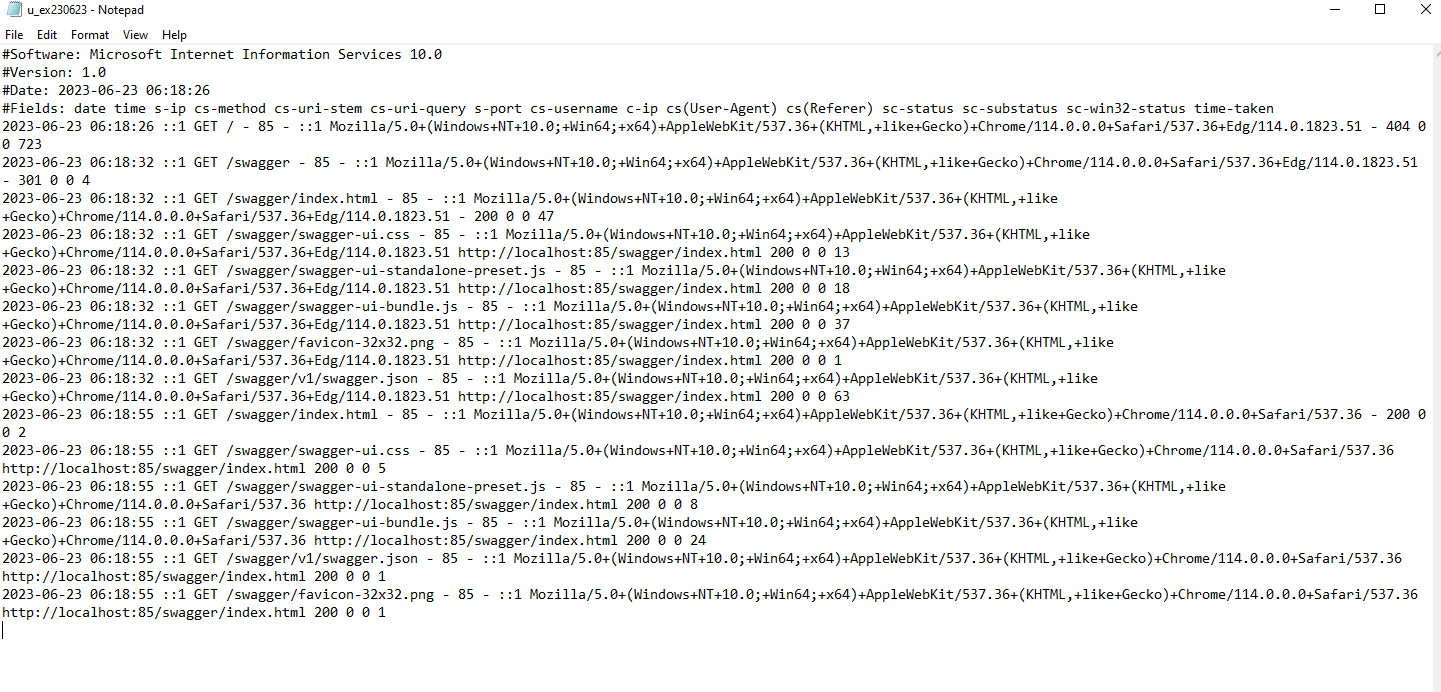 u_ex230623 - Notepad
File Edit Format View Help
#Software: Microsoft Internet Information Services 10.0
#Version: 1.0
#Date: 2023-06-23 06:18:26
#Fields: date time s-ip cs-method cs-uri-stem cs-uri-query s-port cs-username c-ip cs(User-Agent) cs(Referer) sc-status sc-substatus sc-win32-status time-taken
2023-06-23 06:18:26 ::1 GET / - 85 - ::1 Mozilla/5.0+(Windows+NT+10.0;+Win64;+x64)+AppleWebKit/537.36+(KHTML,+like+Gecko)+Chrome/114.0.0.0+Safari/537.36+Edg/114.0.1823.51 - 404 0
0 723
2023-06-23 06:18:32 ::1 GET /swagger - 85 - ::1 Mozilla/5.0+(Windows+NT+10.0;+Win64;+x64)+AppleWebKit/537.36+(KHTML,+like+Gecko)+Chrome/114.0.0.0+Safari/537.36+Edg/114.0.1823.51
- 301 0 0 4
2023-06-23 06:18:32 ::1 GET /swagger/index.html - 85 - ::1 Mozilla/5.0+(Windows+NT+10.0;+Win64;+x64)+AppleWebKit/537.36+(KHTML,+like
+Gecko)+Chrome/114.0.0.0+Safari/537.36+Edg/114.0.1823.51 - 200 0 0 47
2023-06-23 06:18:32 ::1 GET /swagger/swagger-ui.css - 85 - ::1 Mozilla/5.0+(Windows+NT+10.0;+Win64;+x64)+AppleWebKit/537.36+(KHTML,+like
+Gecko)+Chrome/114.0.0.0+Safari/537.36+Edg/114.0.1823.51 http://localhost:85/swagger/index.html 200 0 0 13
2023-06-23 06:18:32 ::1 GET /swagger/swagger-ui-standalone-preset.js - 85 - ::1 Mozilla/5.0+(Windows+NT+10.0;+Win64;+x64)+AppleWebKit/537.36+(KHTML,+like
+Gecko)+Chrome/114.0.0.0+Safari/537.36+Edg/114.0.1823.51 http://localhost:85/swagger/index.html 200 0 0 18
2023-06-23 06:18:32 ::1 GET /swagger/swagger-ui-bundle.js - 85 - ::1 Mozilla/5.0+(Windows+NT+10.0;+Win64;+x64)+AppleWebKit/537.36+(KHTML,+like
+Gecko)+Chrome/114.0.0.0+Safari/537.36+Edg/114.0.1823.51 http://localhost:85/swagger/index.html 200 0 0 37
2023-06-23 06:18:32 ::1 GET /swagger/favicon-32x32.png - 85 - ::1 Mozilla/5.0+(Windows+NT+10.0;+Win64;+x64)+AppleWebKit/537.36+(KHTML,+like
+Gecko)+Chrome/114.0.0.0+Safari/537.36+Edg/114.0.1823.51 http://localhost:85/swagger/index.html 200 0 0 1
2023-06-23 06:18:32 ::1 GET /swagger/v1/swagger.json - 85 - ::1 Mozilla/5.0+(Windows+NT+10.0;+Win64;+x64)+AppleWebKit/537.36+(KHTML,+like
+Gecko)+Chrome/114.0.0.0+Safari/537.36+Edg/114.0.1823.51 http://localhost:85/swagger/index.html 200 0 0 63
2023-06-23 06:18:55 ::1 GET /swagger/index.html - 85 - ::1 Mozilla/5.0+(Windows+NT+10.0;+Win64;+x64)+AppleWebKit/537.36+(KHTML,+like+Gecko)+Chrome/114.0.0.0+Safari/537.36 - 200 0
0 2
2023-06-23 06:18:55 ::1 GET /swagger/swagger-ui.css - 85 - ::1 Mozilla/5.0+(Windows+NT+10.0;+Win64;+x64)+AppleWebKit/537.36+(KHTML,+like+Gecko)+Chrome/114.0.0.0+Safari/537.36
http://localhost:85/swagger/index.html 200 0 0 5
2023-06-23 06:18:55 ::1 GET /swagger/swagger-ui-standalone-preset.js - 85 - ::1 Mozilla/5.0+(Windows+NT+10.0;+Win64;+x64)+AppleWebKit/537.36+(KHTML,+like
+Gecko)+Chrome/114.0.0.0+Safari/537.36 http://localhost:85/swagger/index.html 200 0 0 8
2023-06-23 06:18:55 ::1 GET /swagger/swagger-ui-bundle.js - 85 - ::1 Mozilla/5.0+(Windows+NT+10.0;+Win64;+x64)+AppleWebKit/537.36+(KHTML,+like
+Gecko)+Chrome/114.0.0.0+Safari/537.36 http://localhost:85/swagger/index.html 200 0 0 24
2023-06-23 06:18:55 ::1 GET /swagger/v1/swagger.json - 85 - ::1 Mozilla/5.0+(Windows+NT+10.0;+Win64;+x64)+AppleWebKit/537.36+(KHTML,+like+Gecko)+Chrome/114.0.0.0+Safari/537.36
http://localhost:85/swagger/index.html 200 0 0 1
2023-06-23 06:18:55 ::1 GET /swagger/favicon-32x32.png - 85 - ::1 Mozilla/5.0+(Windows+NT+10.0;+Win64;+x64)+AppleWebKit/537.36+(KHTML,+like+Gecko)+Chrome/114.0.0.0+Safari/537.36
http://localhost:85/swagger/index.html 200 0 0 1